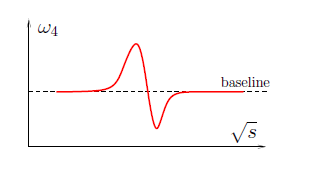 ω₄
baseline
√s